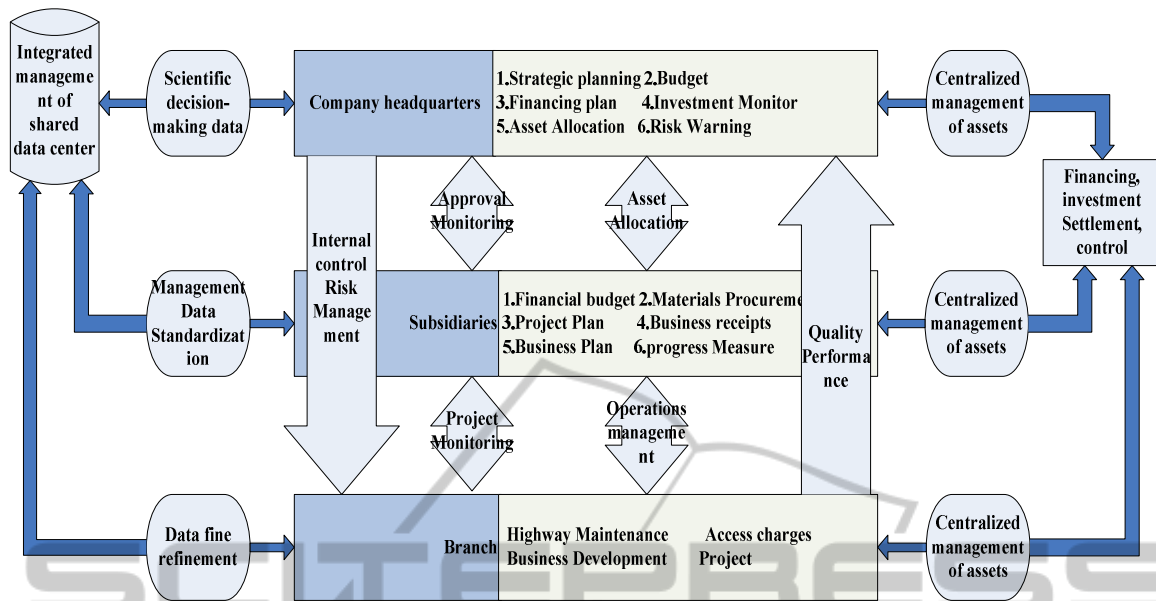 Integrated
manageme
nt of
shared
data center
Scientific
decision-
making data
Company headquarters
1.Strategic planning 2.Budget
3.Financing plan 4.Investment Monitor
5.Asset Allocation 6.Risk Warning
Centralized
management
of assets
Approval
Monitoring
Asset
Allocation
Financing,
investment
Settlement,
control
Internal
control
Risk
Manage
ment
Management
Data
Standardiza
tion
Subsidiaries
1.Financial budget 2.Materials Procureme
3.Project Plan 4.Business receipts
5.Business Plan 6.progress Measure
Quality
Performa
nce
Centralized
management
of assets
Project
Monitoring
Operations
manageme
nt
Data fine
refinement
Branch
Highway Maintenance Access charges
Business Development Project
Centralized
management
of assets
SCITEPRESS